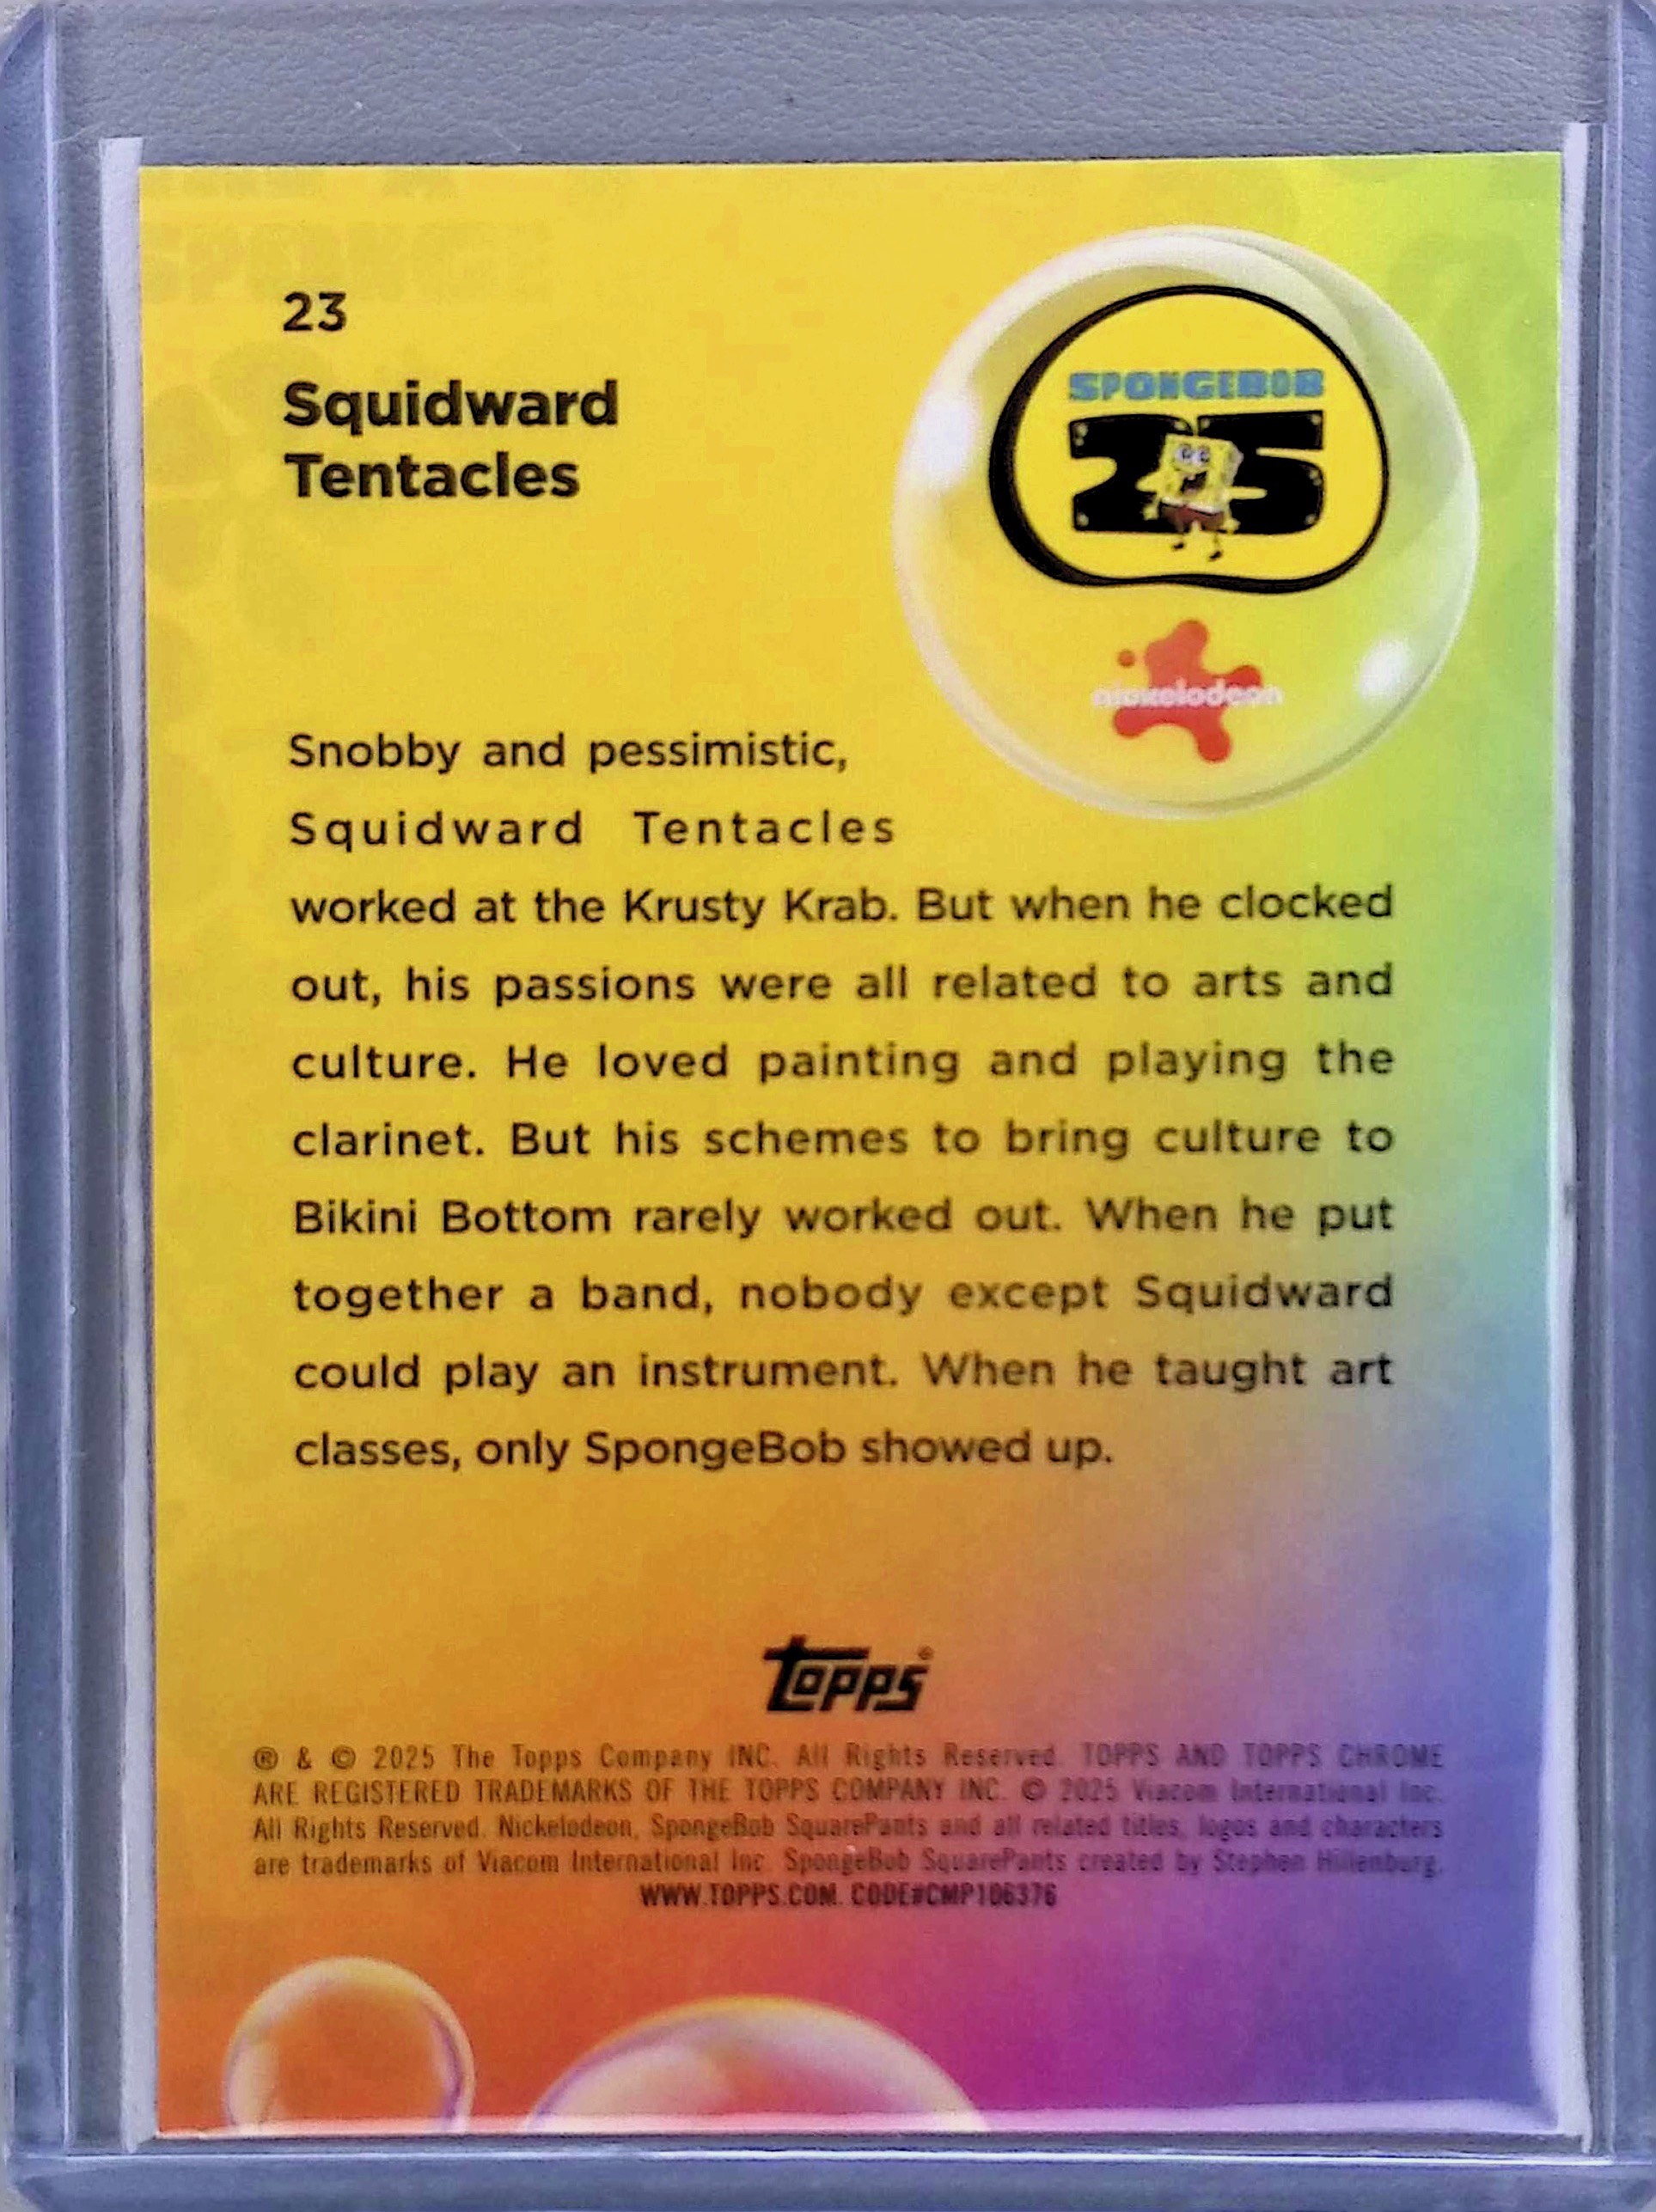 23
Squidward
Tentacles
SPONGEBOB
25
nickelodeon
Snobby and pessimistic,
Squidward Tentacles
worked at the Krusty Krab. But when he clocked
out, his passions were all related to arts and
culture. He loved painting and playing the
clarinet. But his schemes to bring culture to
Bikini Bottom rarely worked out. When he put
together a band, nobody except Squidward
could play an instrument. When he taught art
classes, only SpongeBob showed up.
Topps®
® & © 2025 The Topps Company INC. All Rights Reserved. TOPPS AND TOPPS CHROME
ARE REGISTERED TRADEMARKS OF THE TOPPS COMPANY INC. © 2025 Viacom International Inc.
All Rights Reserved. Nickelodeon, SpongeBob SquarePants and all related titles, logos and characters
are trademarks of Viacom International Inc. SpongeBob SquarePants created by Stephen Hillenburg.
WWW.TOPPS.COM. CODE#CMP106376